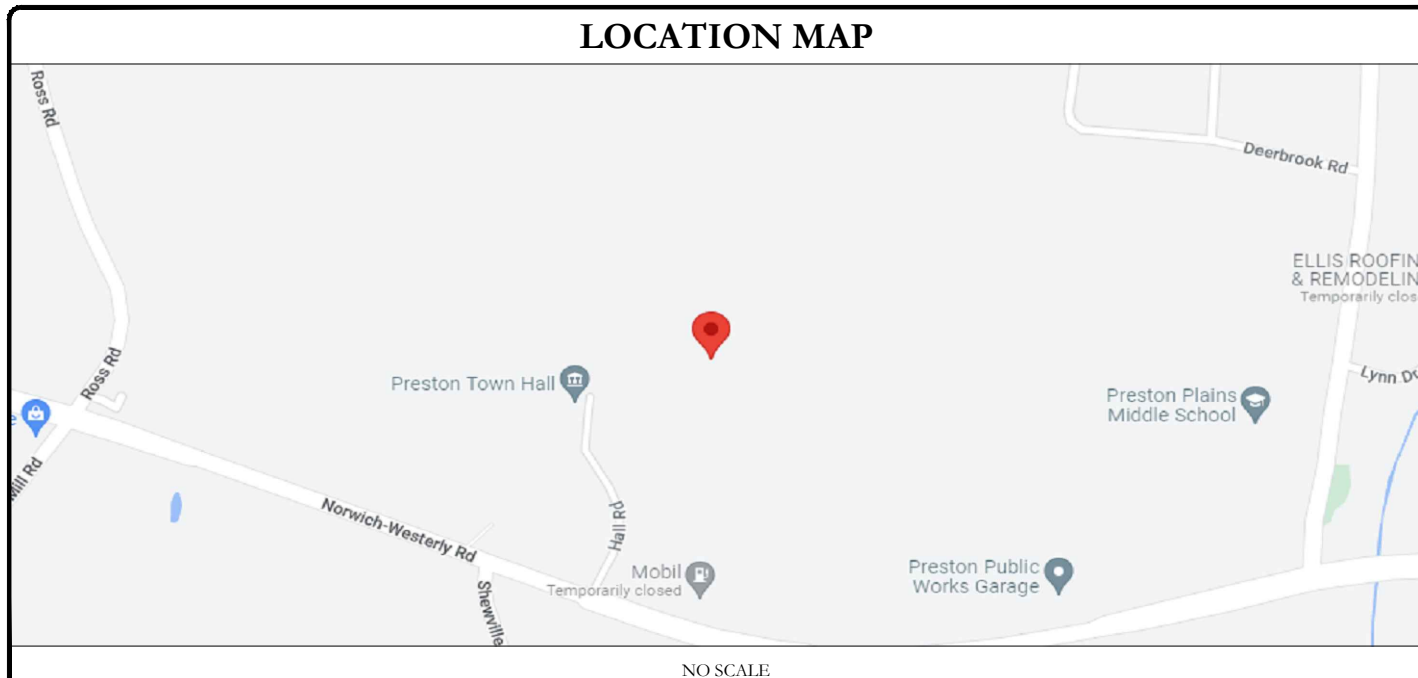 LOCATION MAP
Ross Rd
Deerbrook Rd
ELLIS ROOFIN
& REMODELIN
Temporarily clos
Ross Rd
Preston Town Hall
Lynn Dr
Preston Plains
Middle School
e
Mill Rd
Norwich-Westerly Rd
Hall Rd
Mobil
Temporarily closed
Preston Public
Works Garage
Shewville
NO SCALE